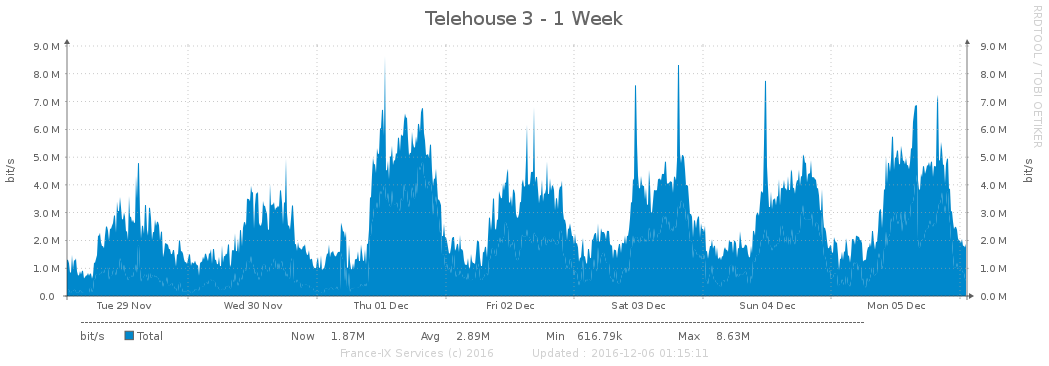 Telehouse 3 - 1 Week
RRDTOOL / TOBI OETIKER
bit/s
9.0 M 9.0 M
8.0 M 8.0 M
7.0 M 7.0 M
6.0 M 6.0 M
5.0 M 5.0 M
4.0 M 4.0 M
3.0 M 3.0 M
2.0 M 2.0 M
1.0 M 1.0 M
0.0 0.0 M
bit/s
Tue 29 Nov Wed 30 Nov Thu 01 Dec Fri 02 Dec Sat 03 Dec Sun 04 Dec Mon 05 Dec
bit/s Total Now 1.87M Avg 2.89M Min 616.79k Max 8.63M
France-IX Services (c) 2016 Updated : 2016-12-06 01:15:11